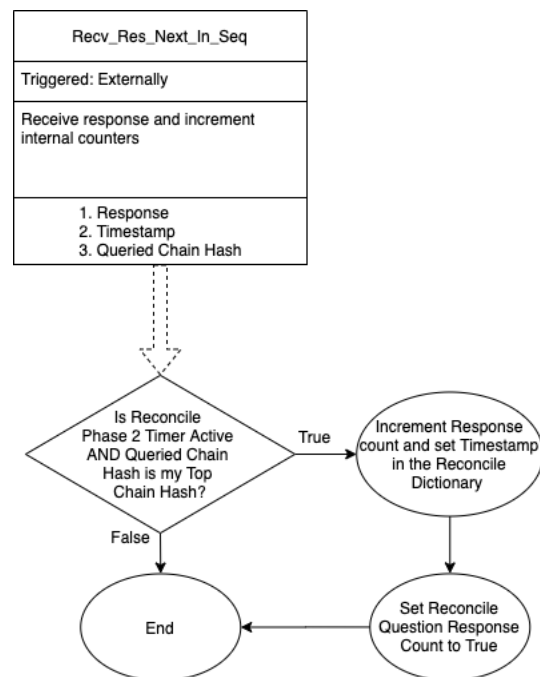 Recv_Res_Next_In_Seq
Triggered: Externally
Receive response and increment
internal counters
1. Response
2. Timestamp
3. Queried Chain Hash
Is Reconcile
Phase 2 Timer Active
AND Queried Chain
Hash is my Top
Chain Hash?
True
Increment Response
count and set Timestamp
in the Reconcile
Dictionary
False
End
Set Reconcile
Question Response
Count to True